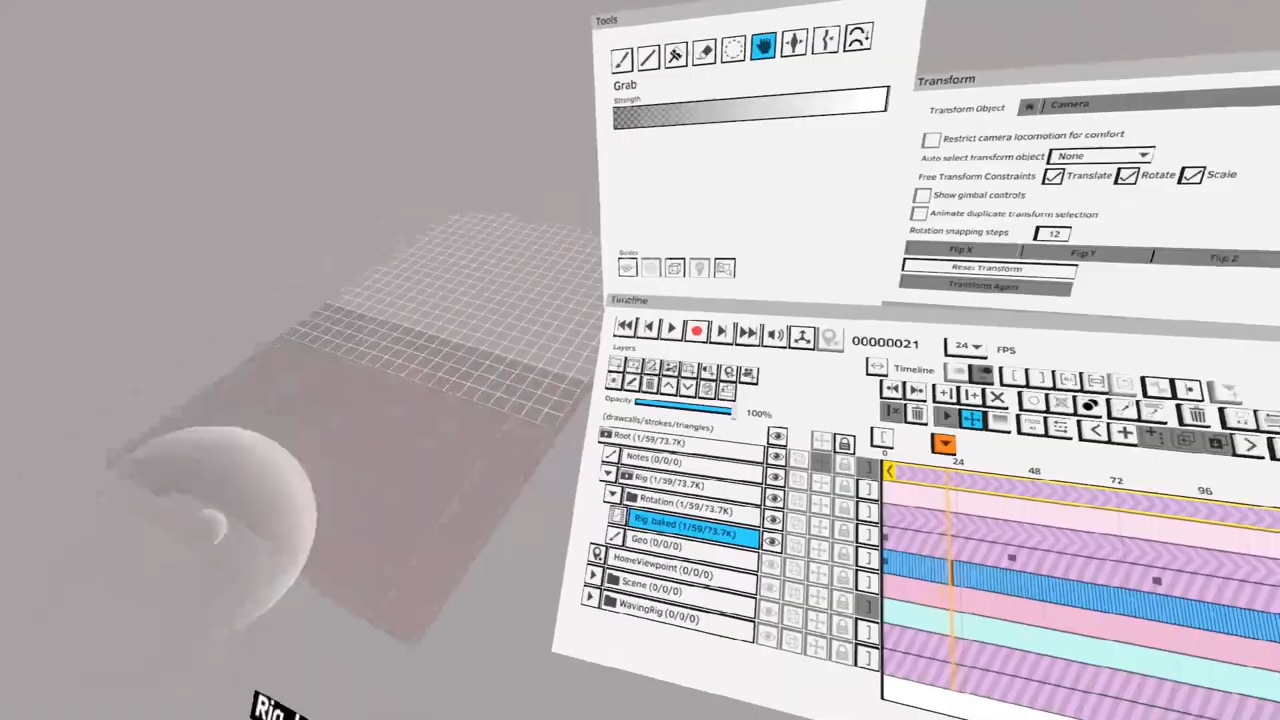 Tools
Grab
Strength
Guides
Transform
Transform Object
Camera
Restrict camera locomotion for comfort
Auto select transform object
None
Free Transform Constraints
Translate
Rotate
Scale
Show gimbal controls
Animate duplicate transform selection
Rotation snapping steps
12
Flip X
Flip Y
Flip Z
Reset Transform
Transform Again
Timeline
00000021
24
FPS
Layers
Timeline
Opacity
100%
(drawcalls/strokes/triangles)
Root (1/59/73.7K)
Notes (0/0/0)
Rig (1/59/73.7K)
Rotation (1/59/73.7K)
Rig_baked (1/59/73.7K)
Geo (0/0/0)
HomeViewpoint (0/0/0)
Scene (0/0/0)
WavingRig (0/0/0)
0
24
48
72
96